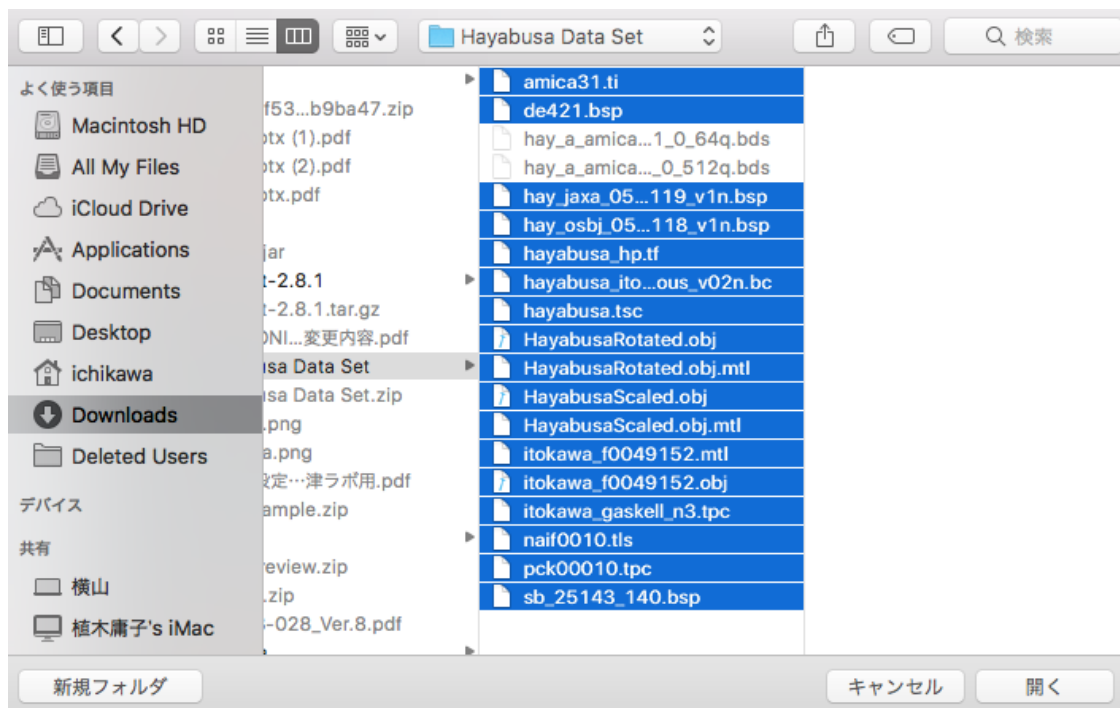 Hayabusa Data Set
検索
よく使う項目
Macintosh HD
All My Files
iCloud Drive
Applications
Documents
Desktop
ichikawa
Downloads
Deleted Users
デバイス
共有
横山
植木庸子's iMac
f53...b9ba47.zip
ptx (1).pdf
ptx (2).pdf
ptx.pdf
jar
t-2.8.1
t-2.8.1.tar.gz
ONI...変更内容.pdf
usa Data Set
usa Data Set.zip
.png
a.png
設定…津ラボ用.pdf
ample.zip
review.zip
.zip
-028_Ver.8.pdf
amica31.ti
de421.bsp
hay_a_amica...1_0_64q.bds
hay_a_amica..._0_512q.bds
hay_jaxa_05...119_v1n.bsp
hay_osbj_05...118_v1n.bsp
hayabusa_hp.tf
hayabusa_ito...ous_v02n.bc
hayabusa.tsc
HayabusaRotated.obj
HayabusaRotated.obj.mtl
HayabusaScaled.obj
HayabusaScaled.obj.mtl
itokawa_f0049152.mtl
itokawa_f0049152.obj
itokawa_gaskell_n3.tpc
naif0010.tls
pck00010.tpc
sb_25143_140.bsp
新規フォルダ
キャンセル
開く